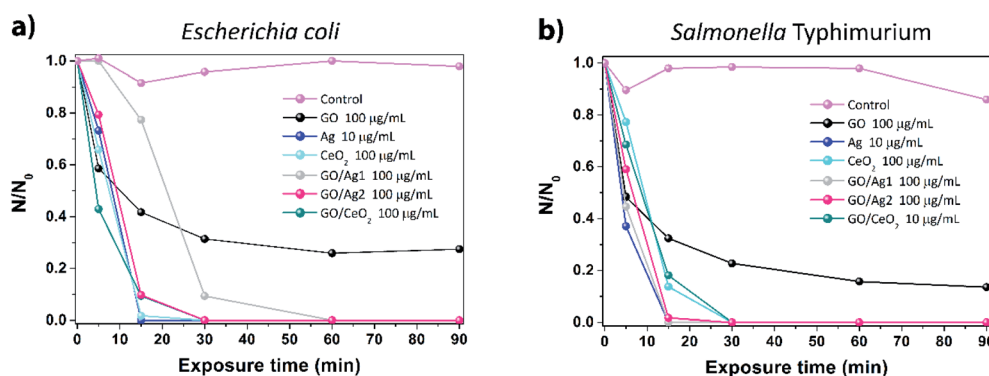 a) Escherichia coli
1.0
0.8
0.6
0.4
0.2
0.0
N/N₀
Control
GO 100 µg/mL
Ag 10 µg/mL
CeO₂ 100 µg/mL
GO/Ag1 100 µg/mL
GO/Ag2 100 µg/mL
GO/CeO₂ 100 µg/mL
0 10 20 30 40 50 60 70 80 90
Exposure time (min)
b) Salmonella Typhimurium
1.0
0.8
0.6
0.4
0.2
0.0
N/N₀
Control
GO 100 µg/mL
Ag 10 µg/mL
CeO₂ 100 µg/mL
GO/Ag1 100 µg/mL
GO/Ag2 100 µg/mL
GO/CeO₂ 10 µg/mL
0 10 20 30 40 50 60 70 80 90
Exposure time (min)